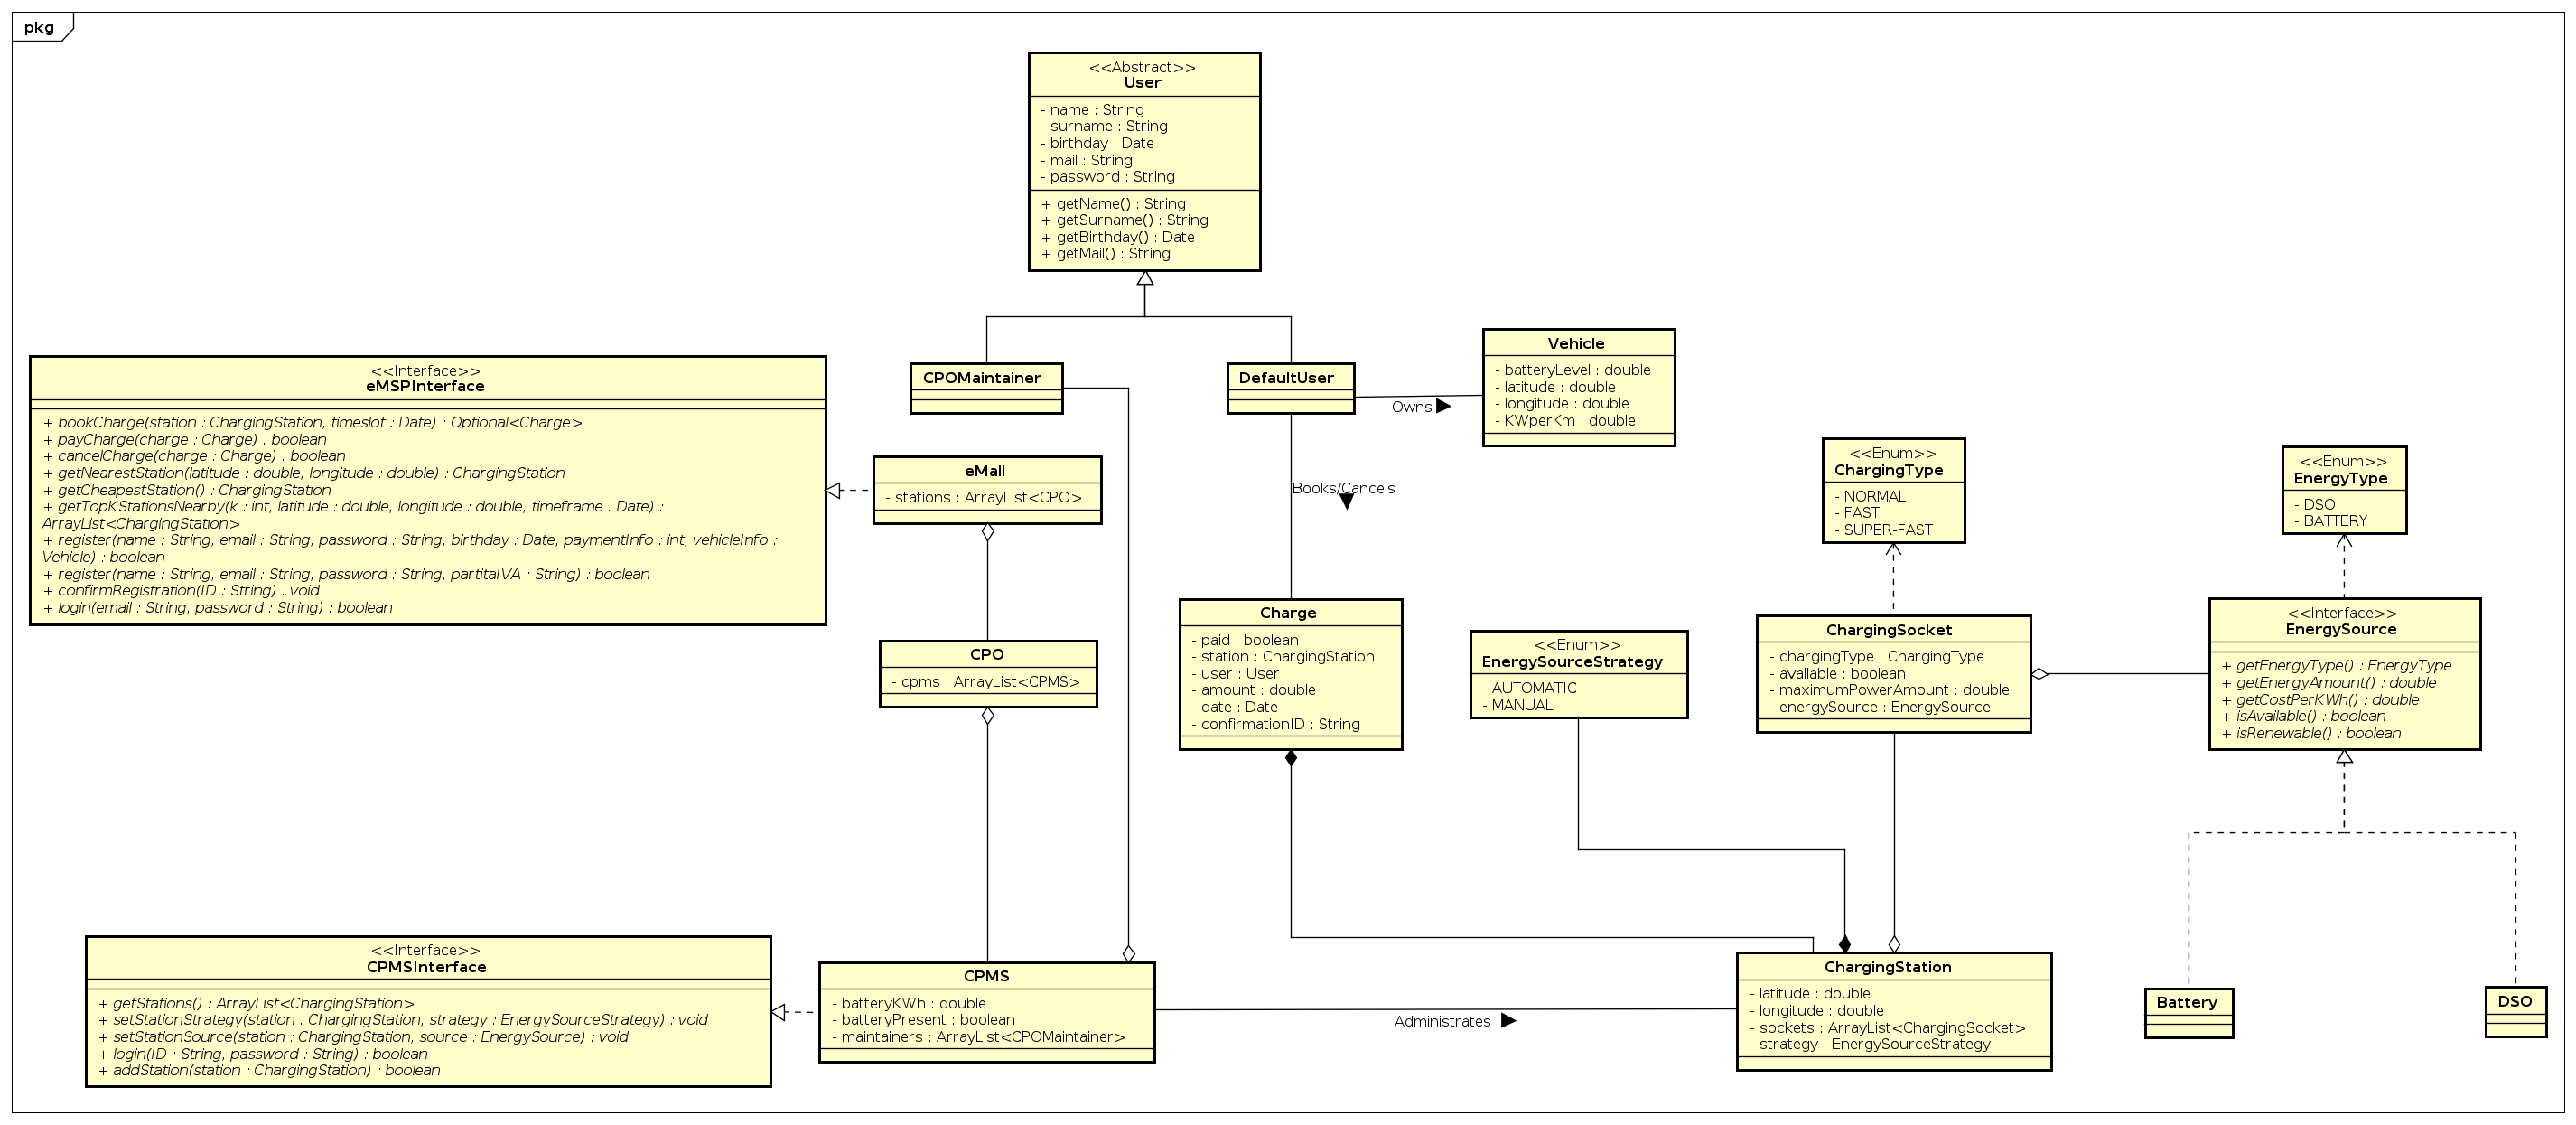 pkg
<<Abstract>>
User
- name : String
- surname : String
- birthday : Date
- mail : String
- password : String
+ getName() : String
+ getSurname() : String
+ getBirthday() : Date
+ getMail() : String
<<Interface>>
eMSPInterface
+ bookCharge(station : ChargingStation, timeslot : Date) : Optional<Charge>
+ payCharge(charge : Charge) : boolean
+ cancelCharge(charge : Charge) : boolean
+ getNearestStation(latitude : double, longitude : double) : ChargingStation
+ getCheapestStation() : ChargingStation
+ getTopKStationsNearby(k : int, latitude : double, longitude : double, timeframe : Date) :
ArrayList<ChargingStation>
+ register(name : String, email : String, password : String, birthday : Date, paymentInfo : int, vehicleInfo :
Vehicle) : boolean
+ register(name : String, email : String, password : String, partitaIVA : String) : boolean
+ confirmRegistration(ID : String) : void
+ login(email : String, password : String) : boolean
CPOMaintainer
DefaultUser
Owns
Vehicle
- batteryLevel : double
- latitude : double
- longitude : double
- KWperKm : double
eMall
- stations : ArrayList<CPO>
Books/Cancels
<<Enum>>
ChargingType
- NORMAL
- FAST
- SUPER-FAST
<<Enum>>
EnergyType
- DSO
- BATTERY
CPO
- cpms : ArrayList<CPMS>
Charge
- paid : boolean
- station : ChargingStation
- user : User
- amount : double
- date : Date
- confirmationID : String
<<Enum>>
EnergySourceStrategy
- AUTOMATIC
- MANUAL
ChargingSocket
- chargingType : ChargingType
- available : boolean
- maximumPowerAmount : double
- energySource : EnergySource
<<Interface>>
EnergySource
+ getEnergyType() : EnergyType
+ getEnergyAmount() : double
+ getCostPerKWh() : double
+ isAvailable() : boolean
+ isRenewable() : boolean
<<Interface>>
CPMSInterface
+ getStations() : ArrayList<ChargingStation>
+ setStationStrategy(station : ChargingStation, strategy : EnergySourceStrategy) : void
+ setStationSource(station : ChargingStation, source : EnergySource) : void
+ login(ID : String, password : String) : boolean
+ addStation(station : ChargingStation) : boolean
CPMS
- batteryKWh : double
- batteryPresent : boolean
- maintainers : ArrayList<CPOMaintainer>
Administrates
ChargingStation
- latitude : double
- longitude : double
- sockets : ArrayList<ChargingSocket>
- strategy : EnergySourceStrategy
Battery
DSO